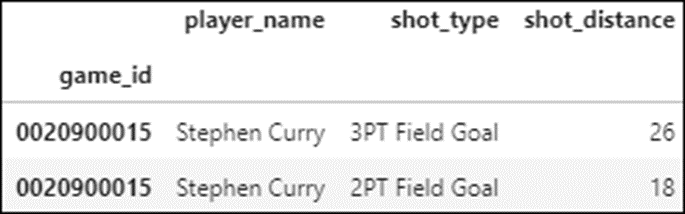 player_name shot_type shot_distance
game_id
0020900015 Stephen Curry 3PT Field Goal 26
0020900015 Stephen Curry 2PT Field Goal 18